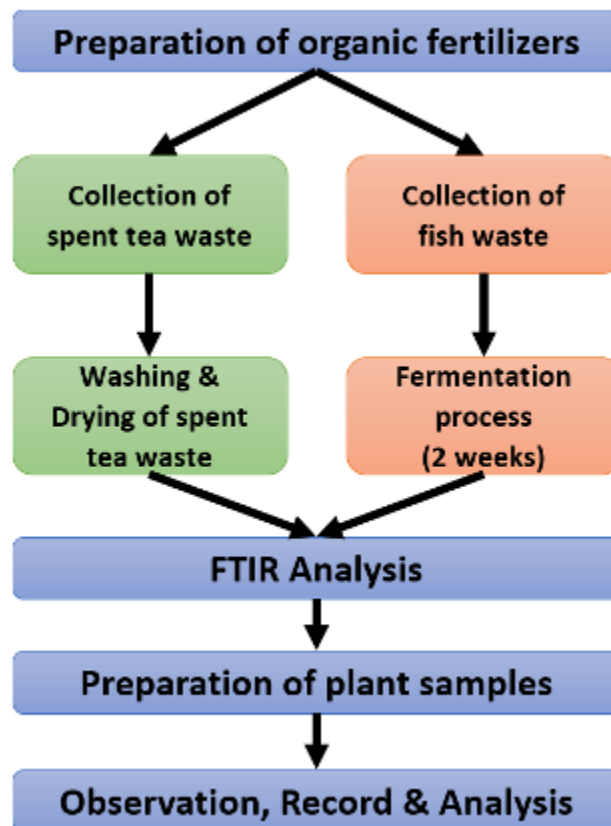 Preparation of organic fertilizers
Collection of
spent tea waste
Collection of
fish waste
Washing &
Drying of spent
tea waste
Fermentation
process
(2 weeks)
FTIR Analysis
Preparation of plant samples
Observation, Record & Analysis